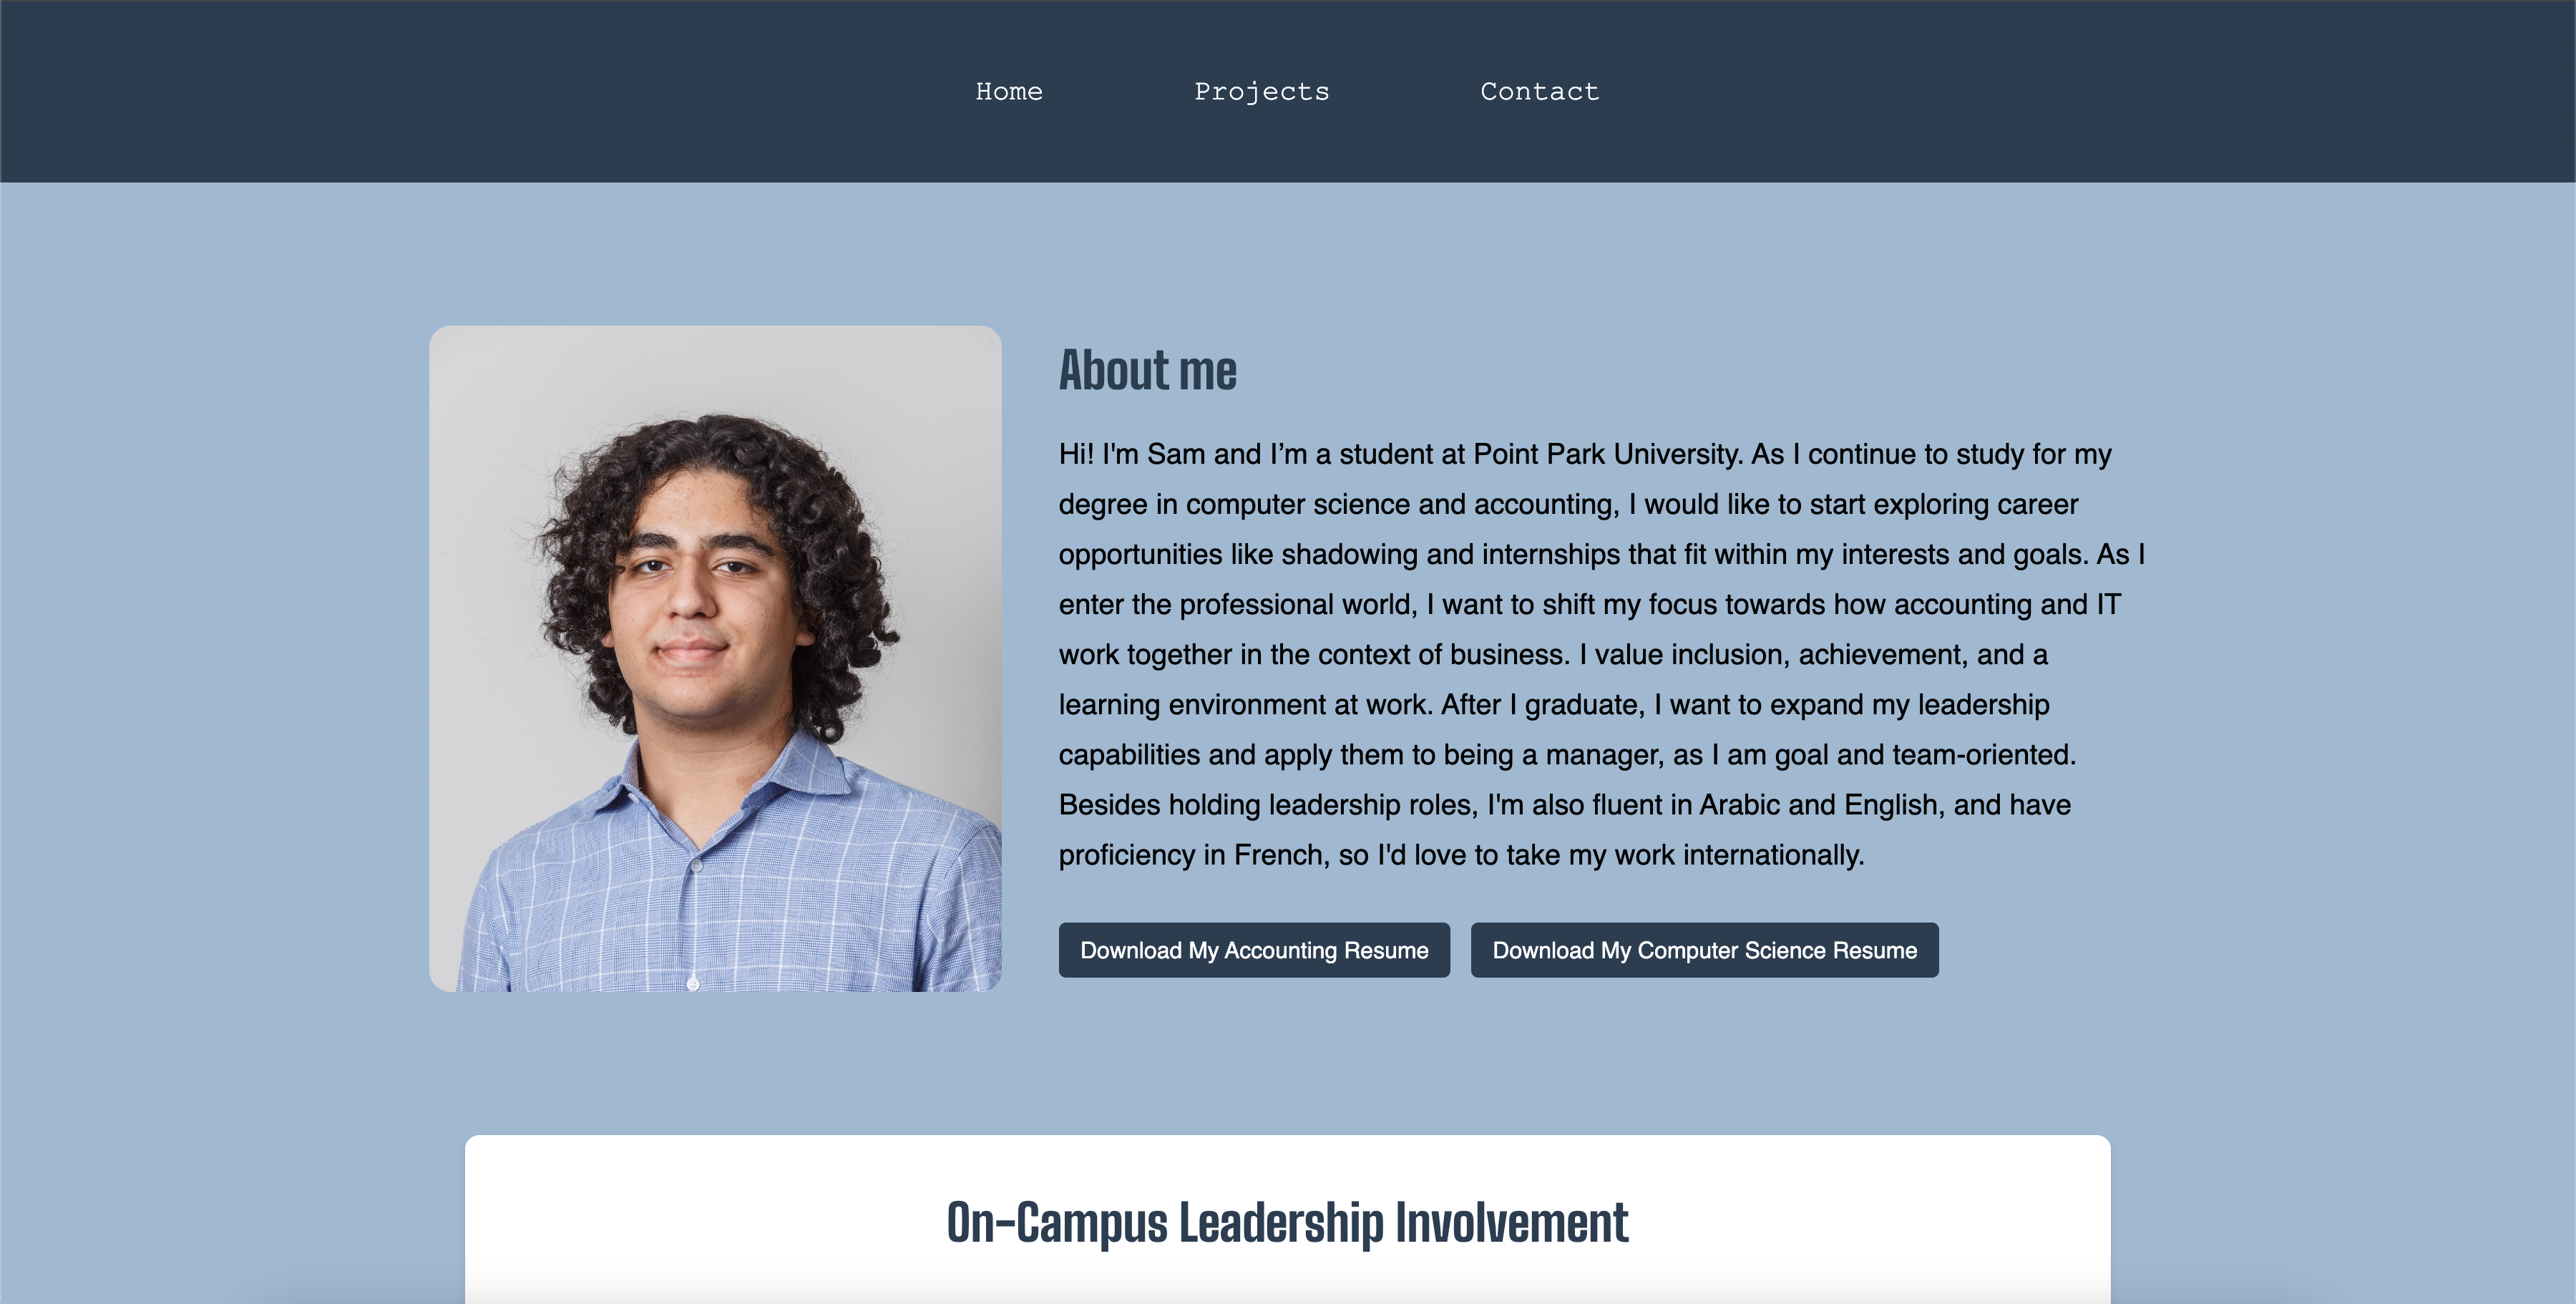 Home Projects Contact
About me
Hi! I'm Sam and I’m a student at Point Park University. As I continue to study for my
degree in computer science and accounting, I would like to start exploring career
opportunities like shadowing and internships that fit within my interests and goals. As I
enter the professional world, I want to shift my focus towards how accounting and IT
work together in the context of business. I value inclusion, achievement, and a
learning environment at work. After I graduate, I want to expand my leadership
capabilities and apply them to being a manager, as I am goal and team-oriented.
Besides holding leadership roles, I'm also fluent in Arabic and English, and have
proficiency in French, so I'd love to take my work internationally.
Download My Accounting Resume Download My Computer Science Resume
On-Campus Leadership Involvement